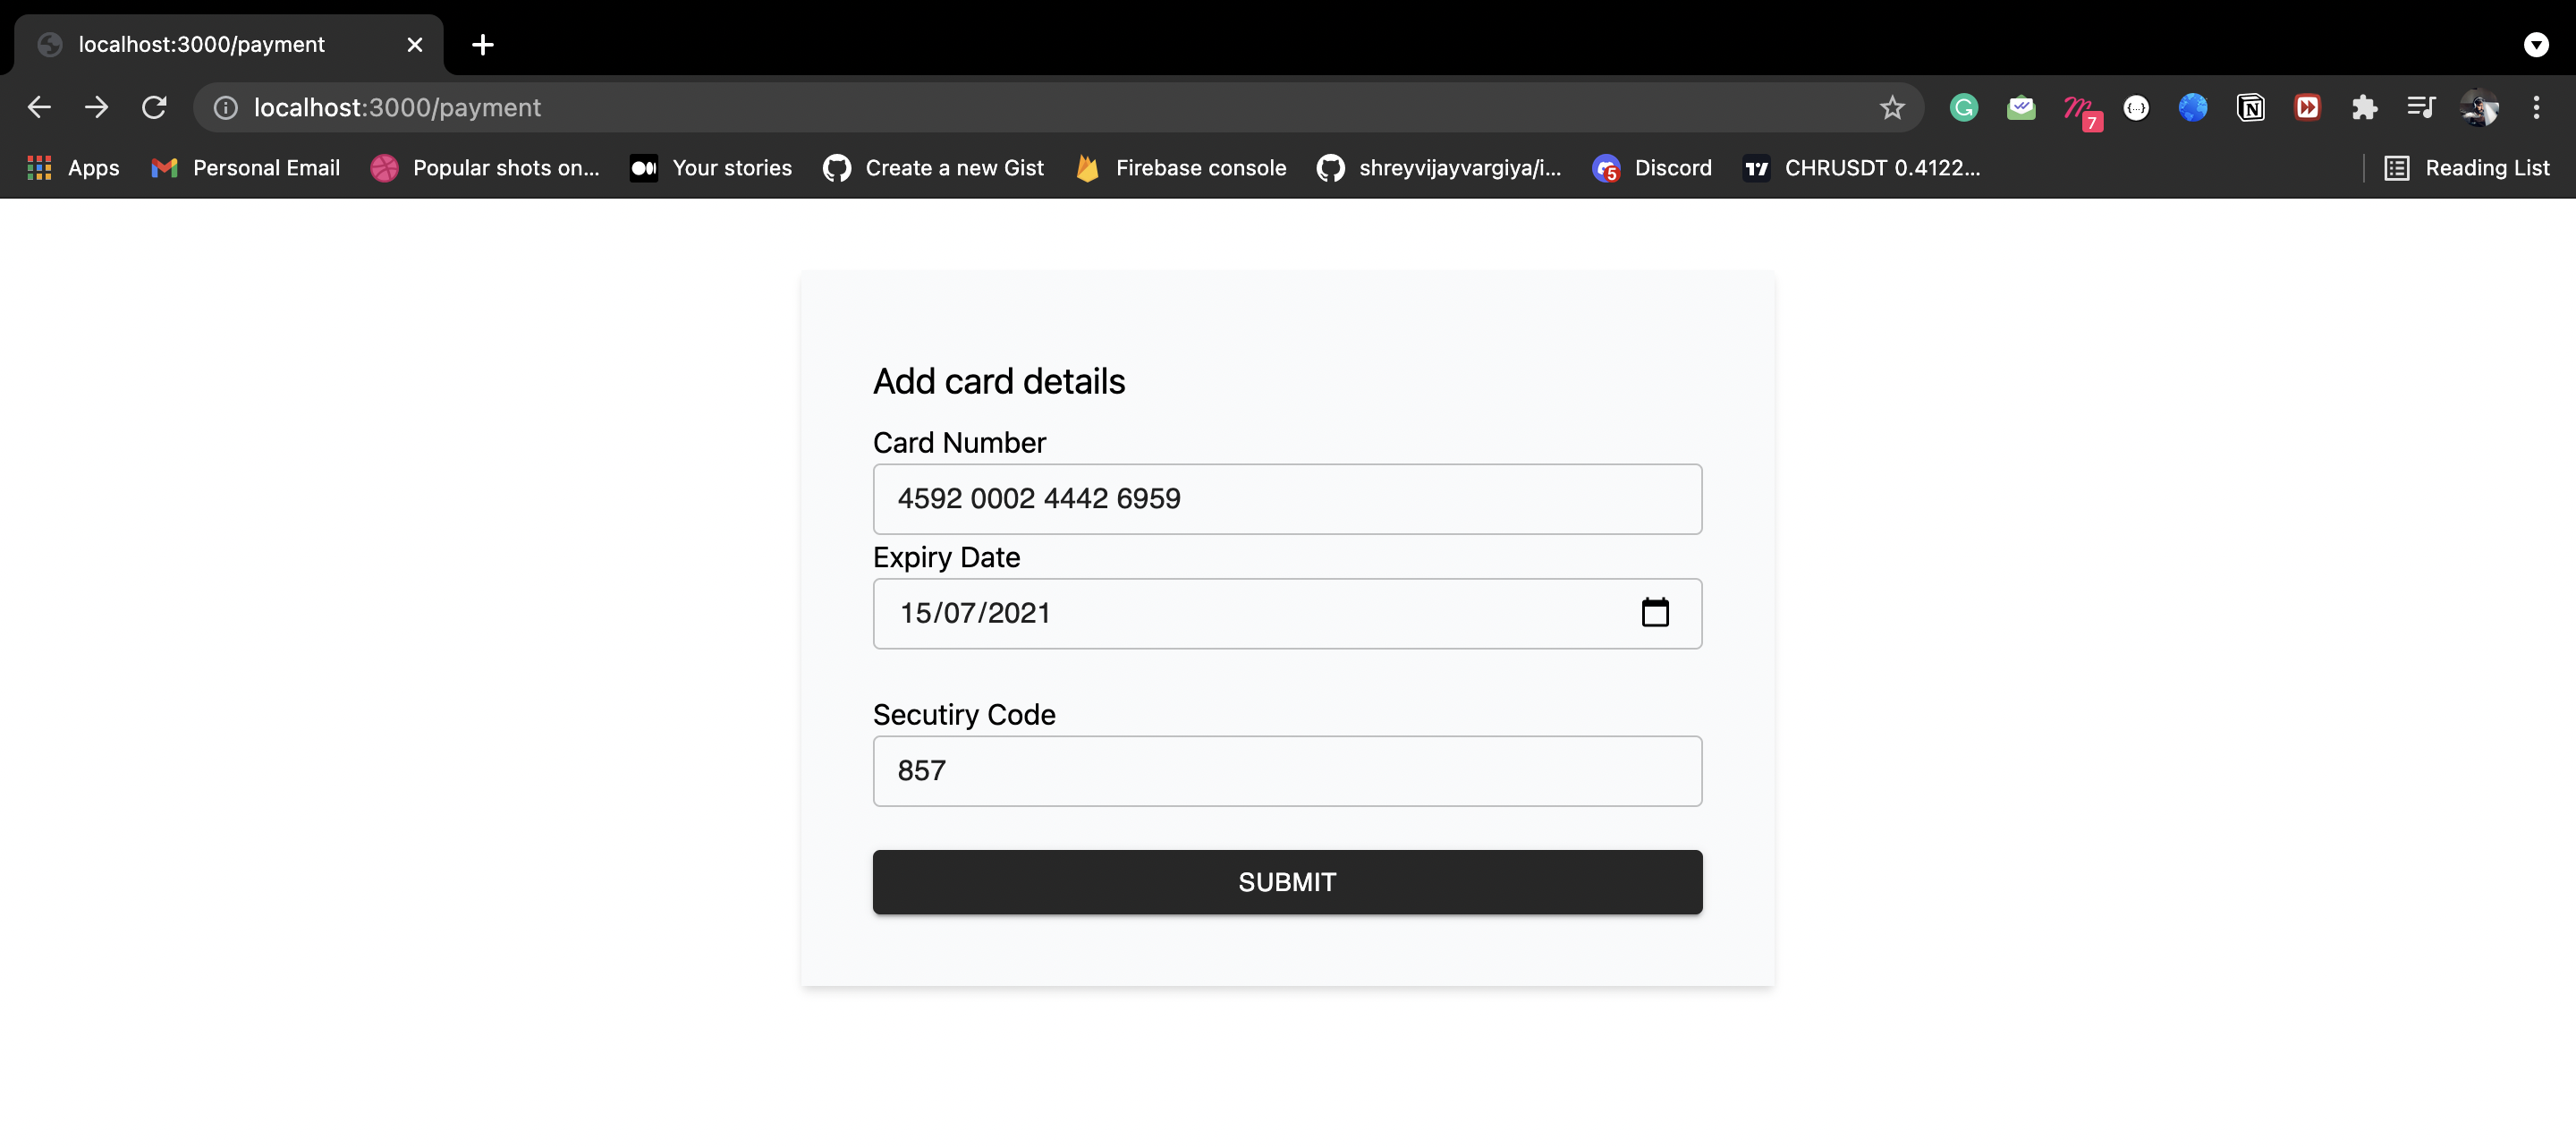 localhost:3000/payment
localhost:3000/payment
7
Apps Personal Email Popular shots on... Your stories Create a new Gist Firebase console shreyvijayvargiya/i... 5 Discord CHRUSDT 0.4122... Reading List
Add card details
Card Number
4592 0002 4442 6959
Expiry Date
15/07/2021
Secutiry Code
857
SUBMIT